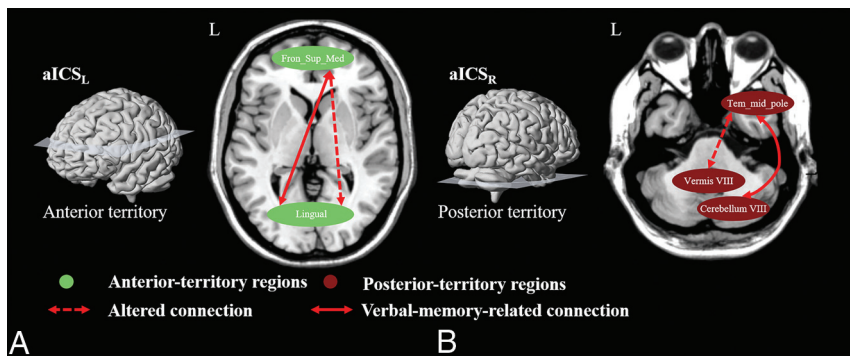 L
L
aICSL
Fron_Sup_Med
aICSR
Tem_mid_pole
Vermis VIII
Anterior territory
Lingual
Posterior territory
Cerebellum VIII
Anterior-territory regions
Posterior-territory regions
Altered connection
Verbal-memory-related connection
A
B